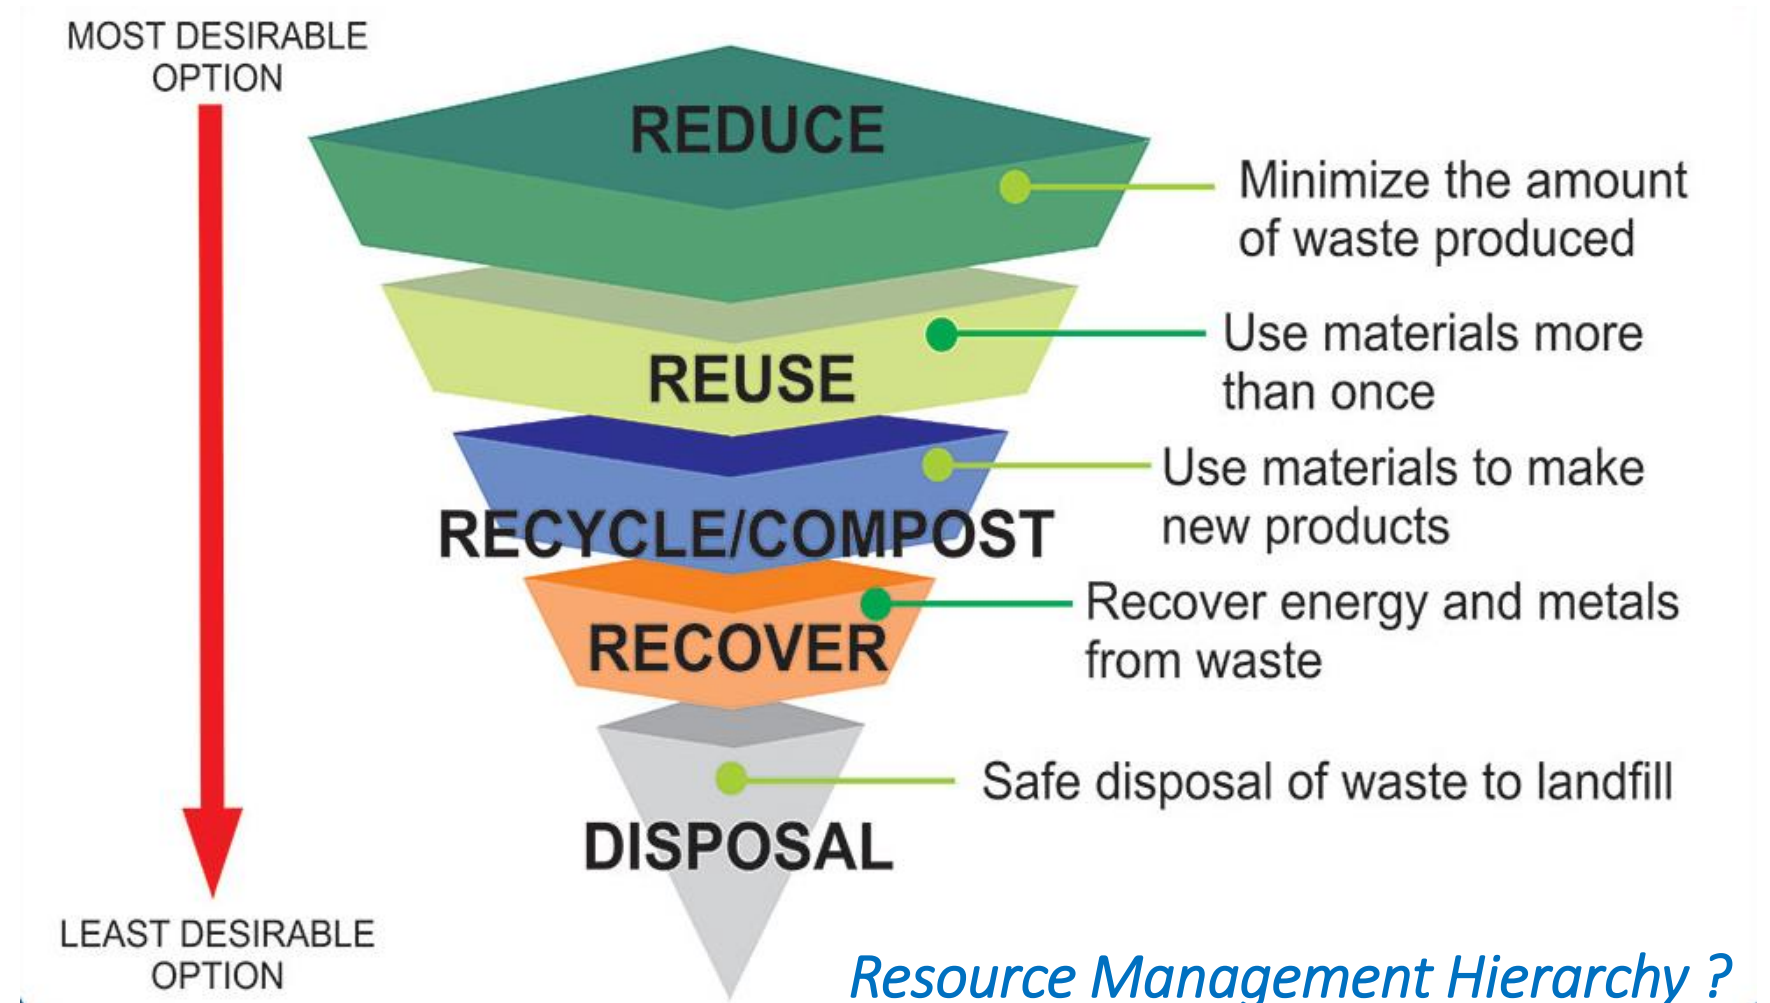 MOST DESIRABLE
OPTION
REDUCE
Minimize the amount
of waste produced
REUSE
Use materials more
than once
RECYCLE/COMPOST
Use materials to make
new products
RECOVER
Recover energy and metals
from waste
DISPOSAL
Safe disposal of waste to landfill
LEAST DESIRABLE
OPTION
Resource Management Hierarchy ?